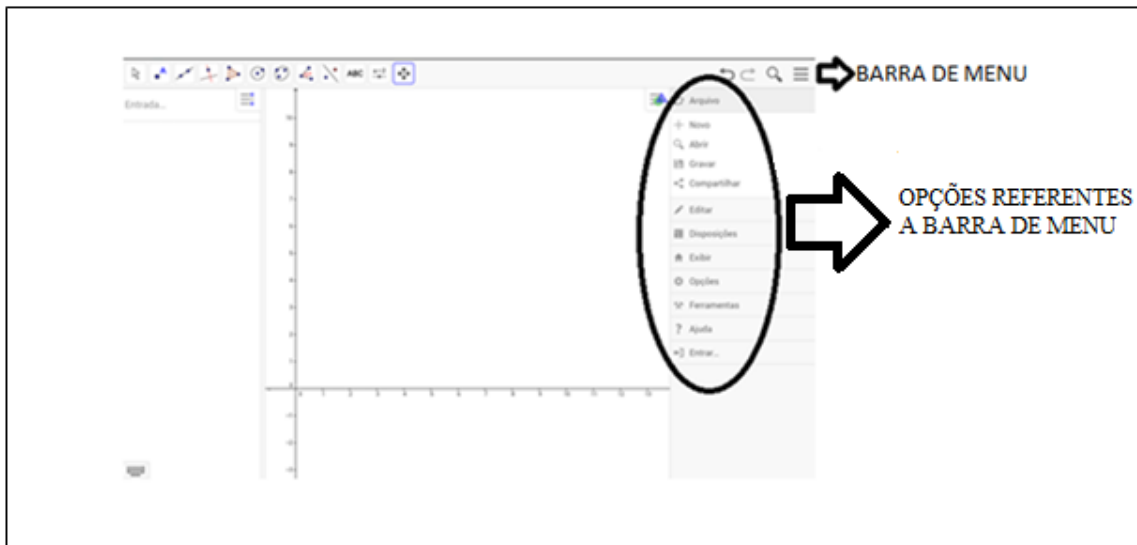 ABC
BARRA DE MENU
Entrada...
Arquivo
Novo
Abrir
Gravar
Compartilhar
Editar
Disposições
Exibir
Opções
Ferramentas
Ajuda
Entrar...
OPÇÕES REFERENTES
A BARRA DE MENU